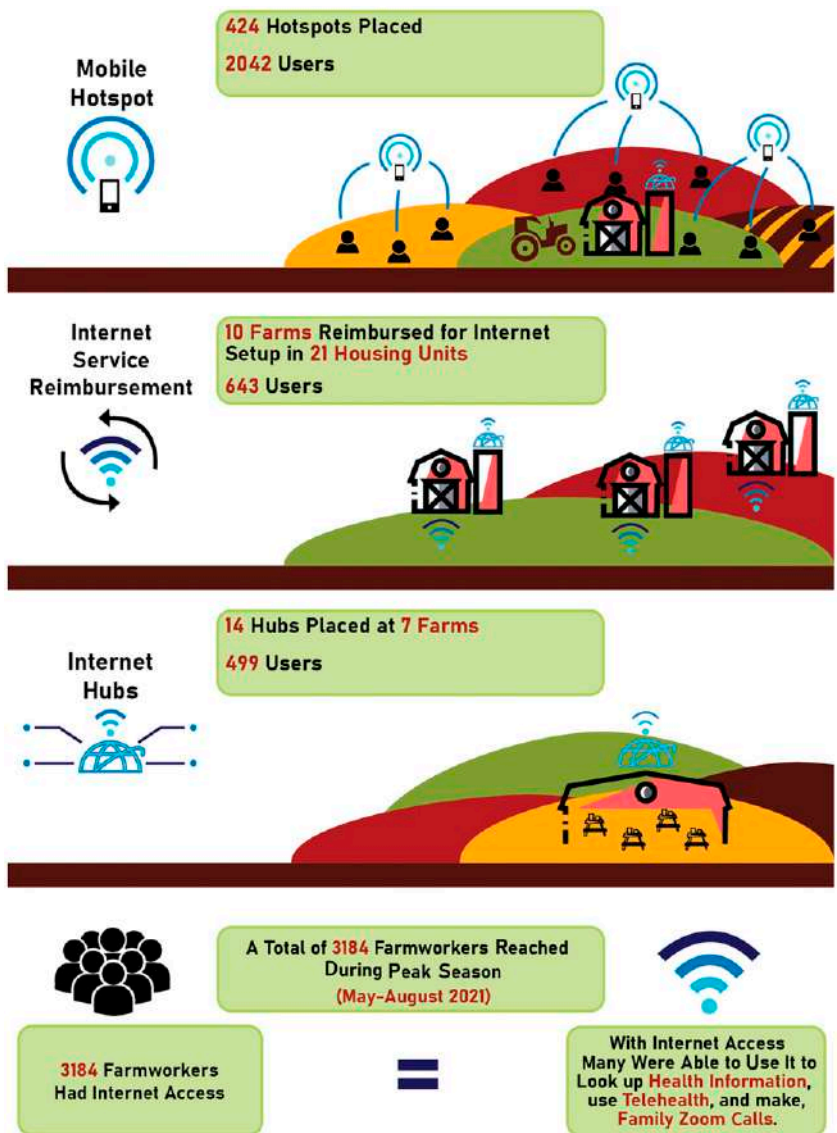 Mobile
Hotspot
424 Hotspots Placed
2042 Users
Internet
Service
Reimbursement
10 Farms Reimbursed for Internet
Setup in 21 Housing Units
643 Users
Internet
Hubs
14 Hubs Placed at 7 Farms
499 Users
A Total of 3184 Farmworkers Reached
During Peak Season
(May-August 2021)
3184 Farmworkers
Had Internet Access
=
With Internet Access
Many Were Able to Use It to
Look up Health Information,
use Telehealth, and make,
Family Zoom Calls.